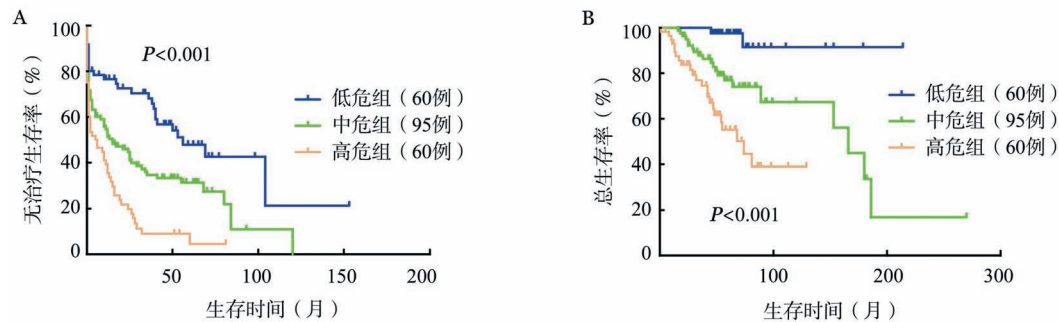 A
P<0.001
低危组（60例）
中危组（95例）
高危组（60例）
无治疗生存率（%）
100
80
60
40
20
0
50
100
150
200
生存时间（月）
B
低危组（60例）
中危组（95例）
高危组（60例）
P<0.001
总生存率（%）
100
80
60
40
20
0
100
200
300
生存时间（月）